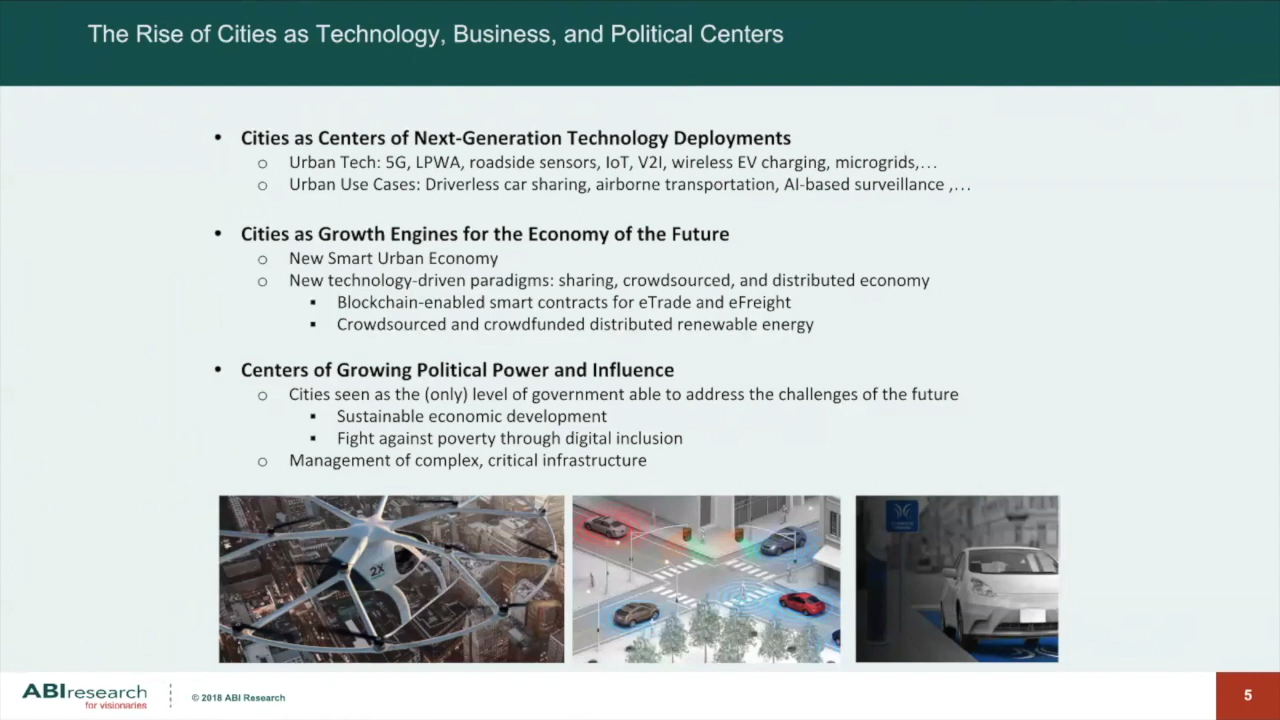 The Rise of Cities as Technology, Business, and Political Centers
• Cities as Centers of Next-Generation Technology Deployments
o Urban Tech: 5G, LPWA, roadside sensors, IoT, V2I, wireless EV charging, microgrids,…
o Urban Use Cases: Driverless car sharing, airborne transportation, AI-based surveillance ,…
• Cities as Growth Engines for the Economy of the Future
o New Smart Urban Economy
o New technology-driven paradigms: sharing, crowdsourced, and distributed economy
▪ Blockchain-enabled smart contracts for eTrade and eFreight
▪ Crowdsourced and crowdfunded distributed renewable energy
• Centers of Growing Political Power and Influence
o Cities seen as the (only) level of government able to address the challenges of the future
▪ Sustainable economic development
▪ Fight against poverty through digital inclusion
o Management of complex, critical infrastructure
2X
ABIresearch
for visionaries
© 2018 ABI Research
5